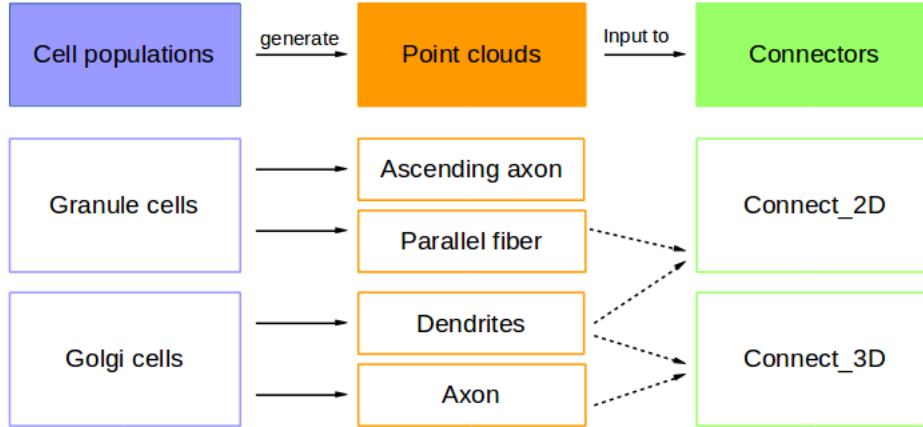 Cell populations
generate
Point clouds
Input to
Connectors
Granule cells
Ascending axon
Parallel fiber
Connect_2D
Golgi cells
Dendrites
Axon
Connect_3D